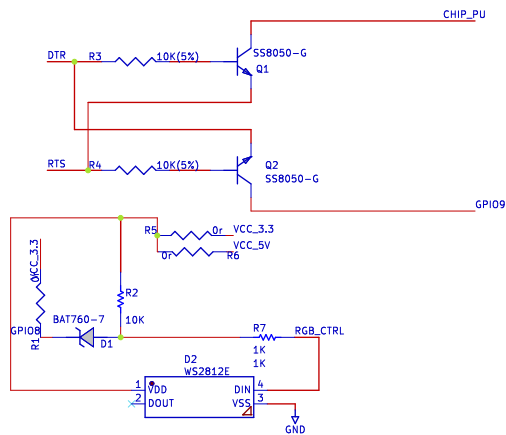 CHIP_PU
DTR
R3
10K(5%)
SS8050-G
Q1
RTS
R4
10K(5%)
Q2
SS8050-G
GPIO9
R5
0r
VCC_3.3
VCC_5V
0r
R6
VCC_3.3
0r
R2
BAT760-7
10K
GPIO8
R1
D1
R7
RGB_CTRL
1K
1K
D2
WS2812E
1
VDD
DIN
4
2
DOUT
VSS
3
GND